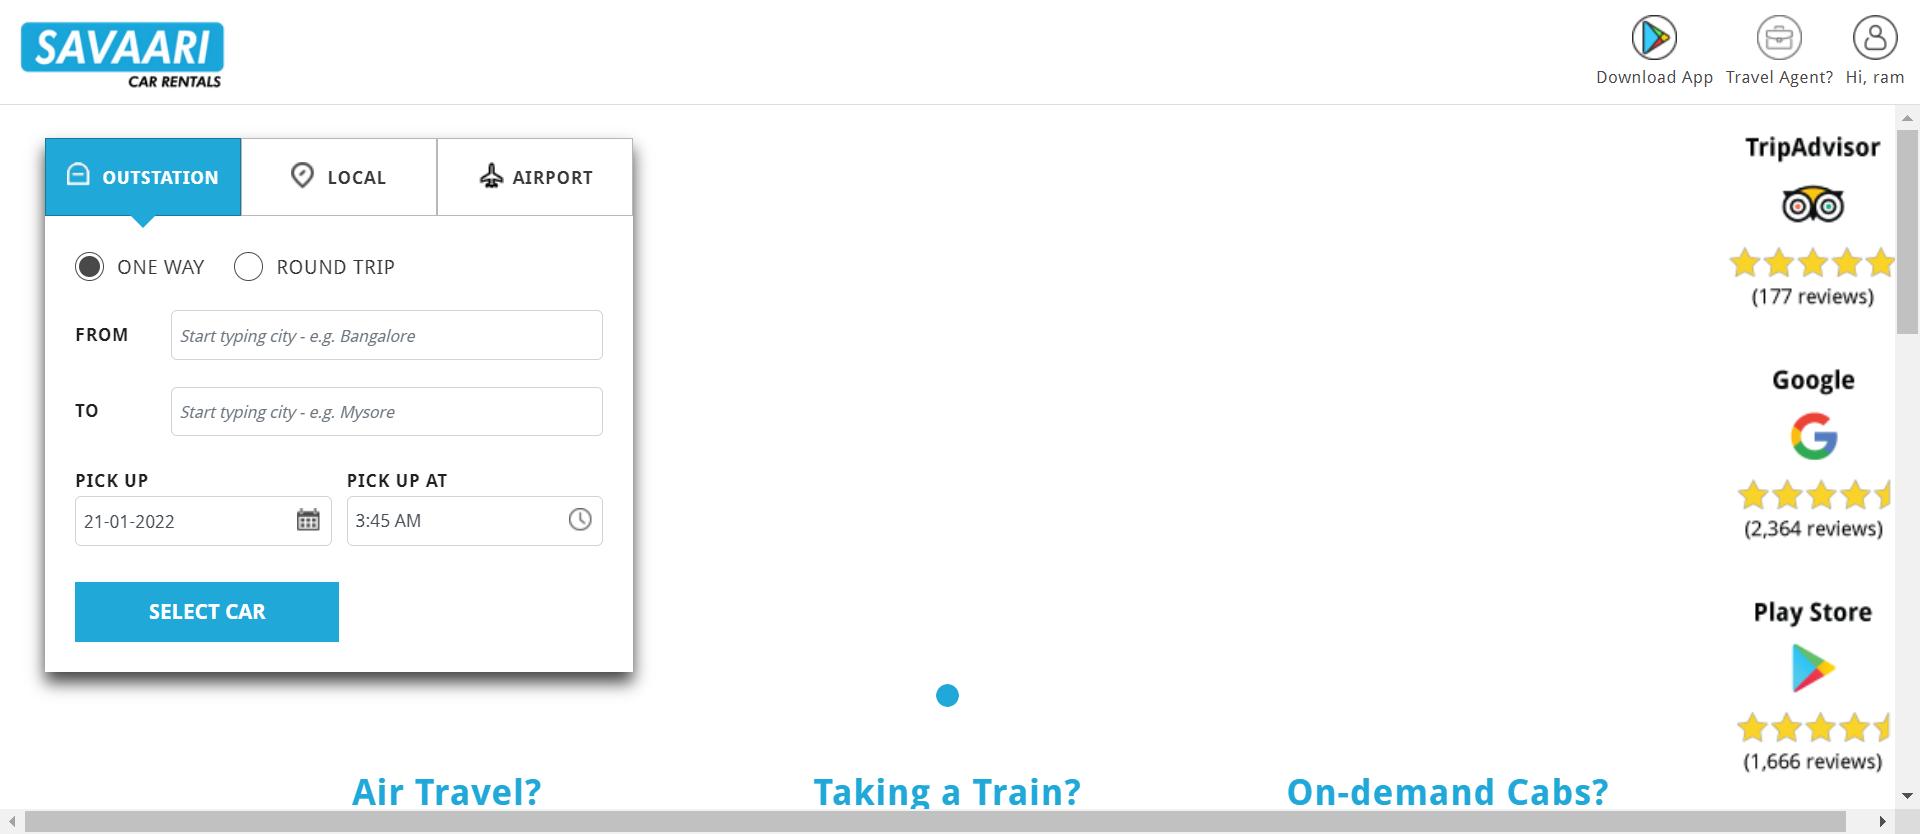 SAVAARI
CAR RENTALS
Download App
Travel Agent?
Hi, ram
OUTSTATION
LOCAL
AIRPORT
ONE WAY
ROUND TRIP
FROM
Start typing city - e.g. Bangalore
TO
Start typing city - e.g. Mysore
PICK UP
PICK UP AT
21-01-2022
3:45 AM
SELECT CAR
TripAdvisor
(177 reviews)
Google
(2,364 reviews)
Play Store
(1,666 reviews)
Air Travel?
Taking a Train?
On-demand Cabs?